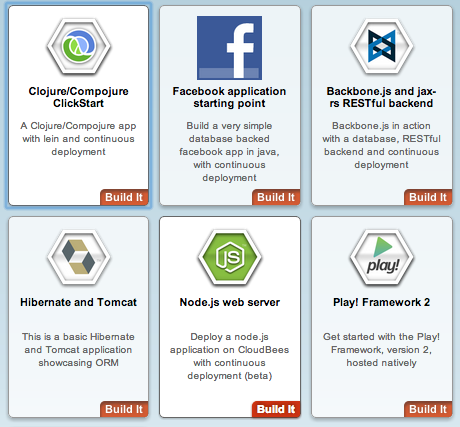 Clojure/Compojure
ClickStart
A Clojure/Compojure app
with lein and continuous
deployment
Build It
Facebook application
starting point
Build a very simple
database backed
facebook app in java,
with continuous
deployment
Build It
Backbone.js and jax-
rs RESTful backend
Backbone.js in action
with a database, RESTful
backend and continuous
deployment
Build It
Hibernate and Tomcat
This is a basic Hibernate
and Tomcat application
showcasing ORM
Build It
JS
Node.js web server
Deploy a node.js
application on CloudBees
with continuous
deployment (beta)
Build It
play!
Play! Framework 2
Get started with the Play!
Framework, version 2,
hosted natively
Build It